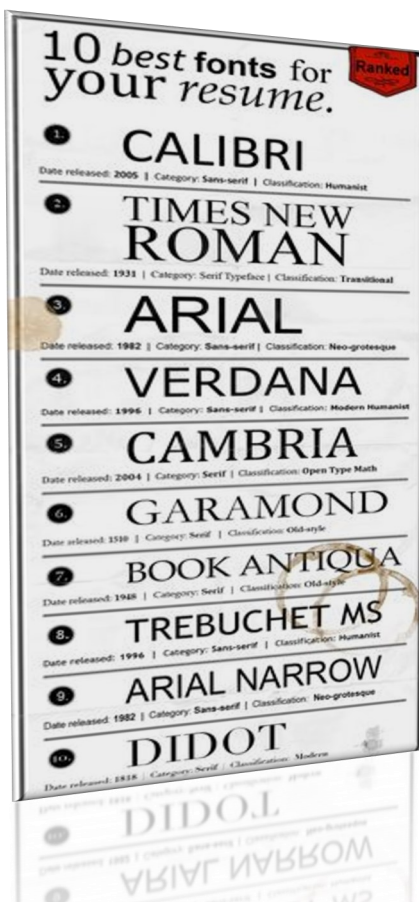 10 best fonts for
your resume.
Ranked
1.
CALIBRI
Date released: 2005 | Category: Sans-serif | Classification: Humanist
2.
TIMES NEW
ROMAN
Date released: 1931 | Category: Serif Typeface | Classification: Transitional
3.
ARIAL
Date released: 1982 | Category: Sans-serif | Classification: Neo-grotesque
4.
VERDANA
Date released: 1996 | Category: Sans-serif | Classification: Modern Humanist
5.
CAMBRIA
Date released: 2004 | Category: Serif | Classification: Open Type Math
6.
GARAMOND
Date released: 1510 | Category: Serif | Classification: Old-style
7.
BOOK ANTIQUA
Date released: 1948 | Category: Serif | Classification: Old-style
8.
TREBUCHET MS
Date released: 1996 | Category: Sans-serif | Classification: Humanist
9.
ARIAL NARROW
Date released: 1982 | Category: Sans-serif | Classification: Neo-grotesque
10.
DIDOT
Date released: 1818 | Category: Serif | Classification: Modern